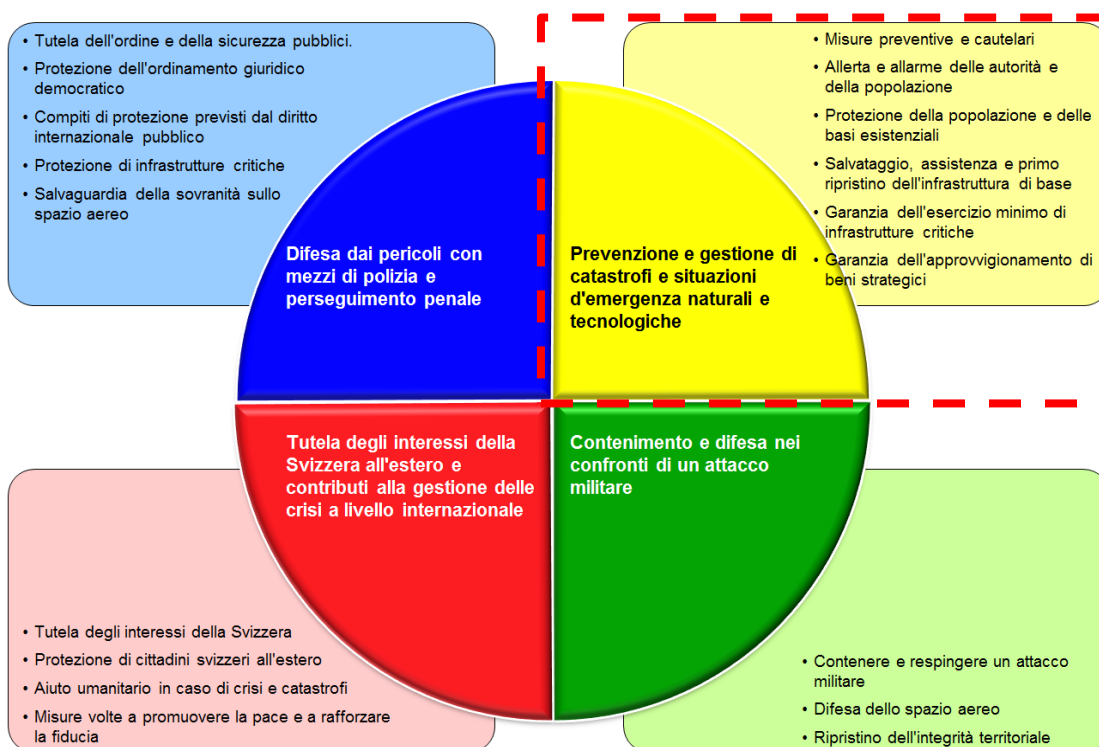 • Tutela dell'ordine e della sicurezza pubblici.
• Protezione dell'ordinamento giuridico
democratico
• Compiti di protezione previsti dal diritto
internazionale pubblico
• Protezione di infrastrutture critiche
• Salvaguardia della sovranità sullo
spazio aereo
• Misure preventive e cautelari
• Allerta e allarme delle autorità e
della popolazione
• Protezione della popolazione e delle
basi esistenziali
• Salvataggio, assistenza e primo
ripristino dell'infrastruttura di base
• Garanzia dell'esercizio minimo di
infrastrutture critiche
• Garanzia dell'approvvigionamento di
beni strategici
Difesa dai pericoli con
mezzi di polizia e
perseguimento penale
Prevenzione e gestione di
catastrofi e situazioni
d'emergenza naturali e
tecnologiche
Tutela degli interessi della
Svizzera all'estero e
contributi alla gestione delle
crisi a livello internazionale
Contenimento e difesa nei
confronti di un attacco
militare
• Tutela degli interessi della Svizzera
• Protezione di cittadini svizzeri all'estero
• Aiuto umanitario in caso di crisi e catastrofi
• Misure volte a promuovere la pace e a rafforzare
la fiducia
• Contenere e respingere un attacco
militare
• Difesa dello spazio aereo
• Ripristino dell'integrità territoriale